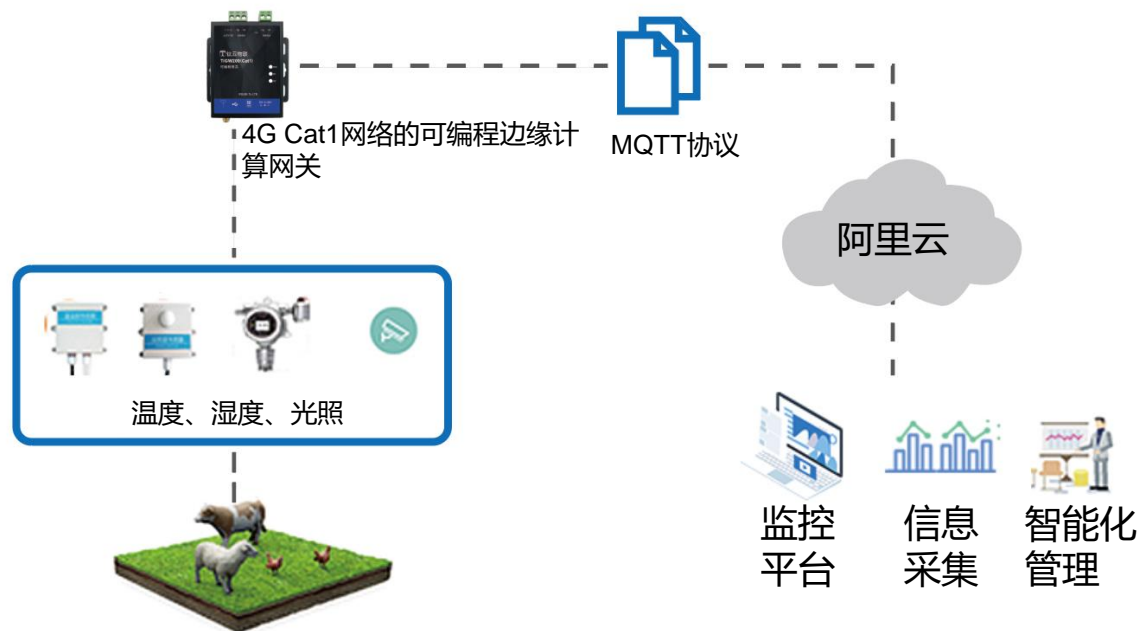 4G Cat1网络的可编程边缘计
算网关
MQTT协议
阿里云
温度、湿度、光照
监控
平台
信息
采集
智能化
管理